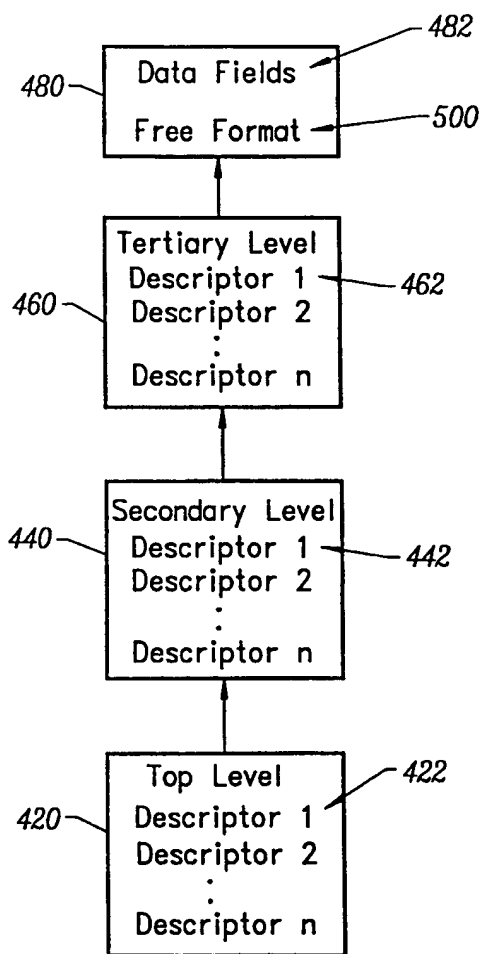 482
480
Data Fields
Free Format
500
Tertiary Level
Descriptor 1
462
460
Descriptor 2
.
.
Descriptor n
Secondary Level
440
Descriptor 1
442
Descriptor 2
.
.
Descriptor n
Top Level
422
420
Descriptor 1
Descriptor 2
.
.
Descriptor n